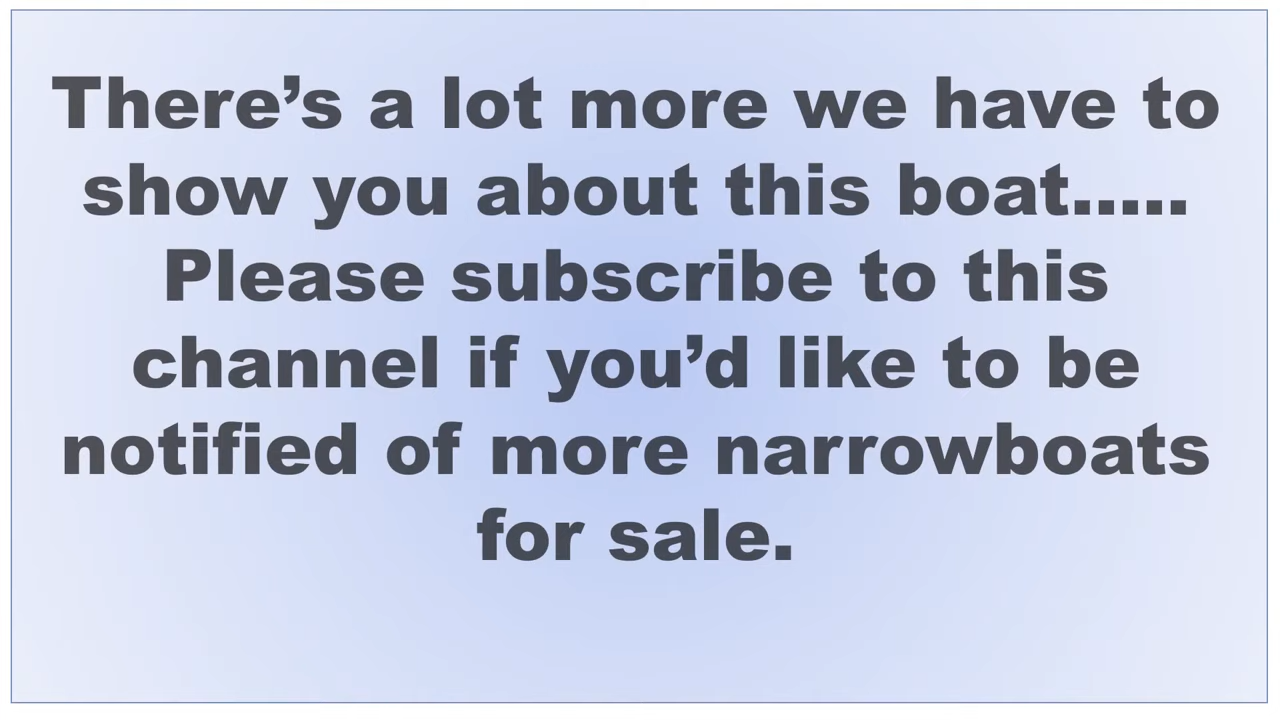 There’s a lot more we have to
show you about this boat.....
Please subscribe to this
channel if you’d like to be
notified of more narrowboats
for sale.